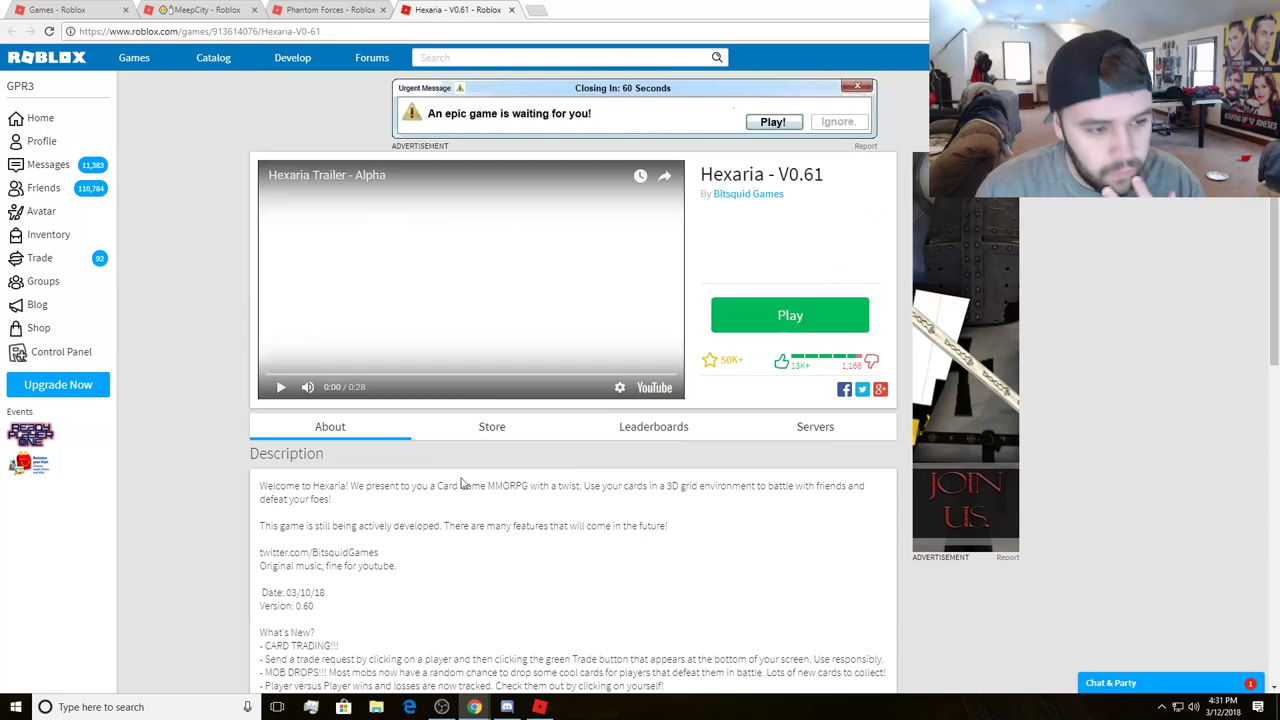 Games - Roblox
MeepCity - Roblox
Phantom Forces - Roblox
Hexaria - V0.61 - Roblox
https://www.roblox.com/games/913614076/Hexaria-V0-61
ROBLOX
Games
Catalog
Develop
Forums
Search
GPR3
Home
Profile
Messages 11,383
Friends 110,784
Avatar
Inventory
Trade 92
Groups
Blog
Shop
Control Panel
Upgrade Now
Events
READY PLAYER ONE
Urgent Message
Closing In: 60 Seconds
An epic game is waiting for you!
Play!
Ignore.
ADVERTISEMENT
Report
Hexaria Trailer - Alpha
0:00 / 0:28
YouTube
Hexaria - V0.61
By Bitsquid Games
Play
50K+
13K+
1,166
About
Store
Leaderboards
Servers
Description
Welcome to Hexaria! We present to you a Card Game MMORPG with a twist. Use your cards in a 3D grid environment to battle with friends and
defeat your foes!
This game is still being actively developed. There are many features that will come in the future!
twitter.com/BitsquidGames
Original music, fine for youtube.
Date: 03/10/18
Version: 0.60
What's New?
- CARD TRADING!!!
- Send a trade request by clicking on a player and then clicking the green Trade button that appears at the bottom of your screen. Use responsibly.
- MOB DROPS!!! Most mobs now have a random chance to drop some cool cards for players that defeat them in battle. Lots of new cards to collect!
- Player versus Player wins and losses are now tracked. Check them out by clicking on yourself!
JOIN
US.
ADVERTISEMENT
Report
KEEPING UP JONESES
Chat & Party
1
Type here to search
4:31 PM
3/12/2018